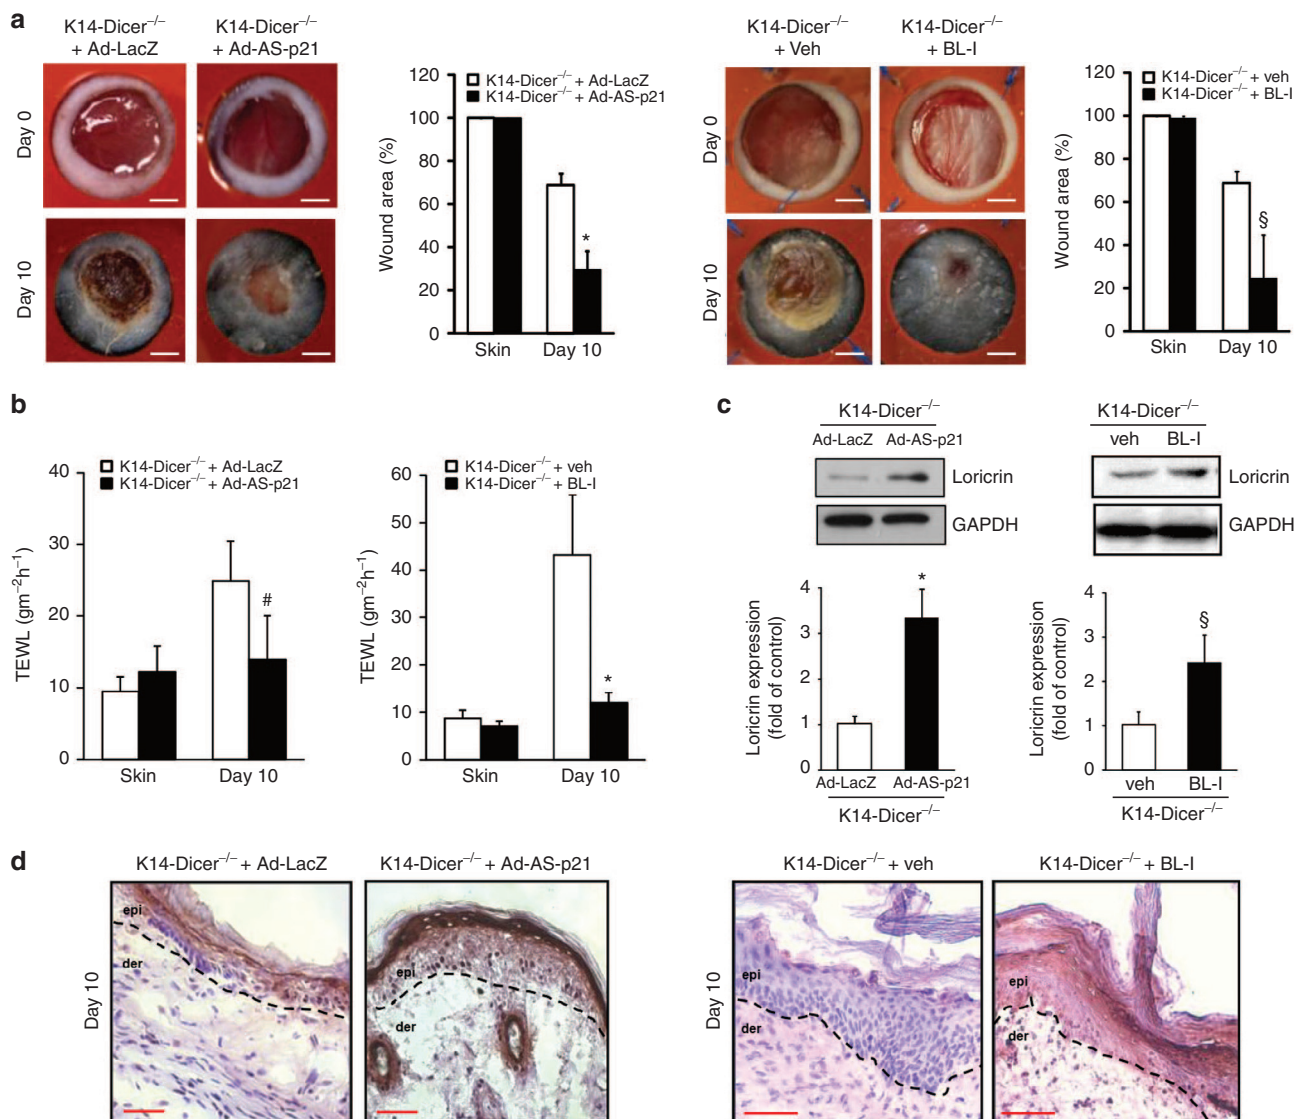 a
K14-Dicer⁻/⁻
+ Ad-LacZ
K14-Dicer⁻/⁻
+ Ad-AS-p21
Day 0
Day 10
Wound area (%)
120
100
80
60
40
20
0
K14-Dicer⁻/⁻ + Ad-LacZ
K14-Dicer⁻/⁻ + Ad-AS-p21
*
Skin
Day 10
K14-Dicer⁻/⁻
+ Veh
K14-Dicer⁻/⁻
+ BL-I
Day 0
Day 10
Wound area (%)
120
100
80
60
40
20
0
K14-Dicer⁻/⁻ + veh
K14-Dicer⁻/⁻ + BL-I
§
Skin
Day 10
b
TEWL (gm⁻²h⁻¹)
40
30
20
10
0
K14-Dicer⁻/⁻ + Ad-LacZ
K14-Dicer⁻/⁻ + Ad-AS-p21
#
Skin
Day 10
TEWL (gm⁻²h⁻¹)
60
50
40
30
20
10
0
K14-Dicer⁻/⁻ + veh
K14-Dicer⁻/⁻ + BL-I
*
Skin
Day 10
c
K14-Dicer⁻/⁻
Ad-LacZ Ad-AS-p21
Loricrin
GAPDH
Loricrin expression
(fold of control)
4
3
2
1
0
*
Ad-LacZ Ad-AS-p21
K14-Dicer⁻/⁻
K14-Dicer⁻/⁻
veh BL-I
Loricrin
GAPDH
Loricrin expression
(fold of control)
4
3
2
1
0
§
veh BL-I
K14-Dicer⁻/⁻
d
K14-Dicer⁻/⁻ + Ad-LacZ
K14-Dicer⁻/⁻ + Ad-AS-p21
K14-Dicer⁻/⁻ + veh
K14-Dicer⁻/⁻ + BL-I
Day 10
epi
der
epi
der
Day 10
epi
der
epi
der